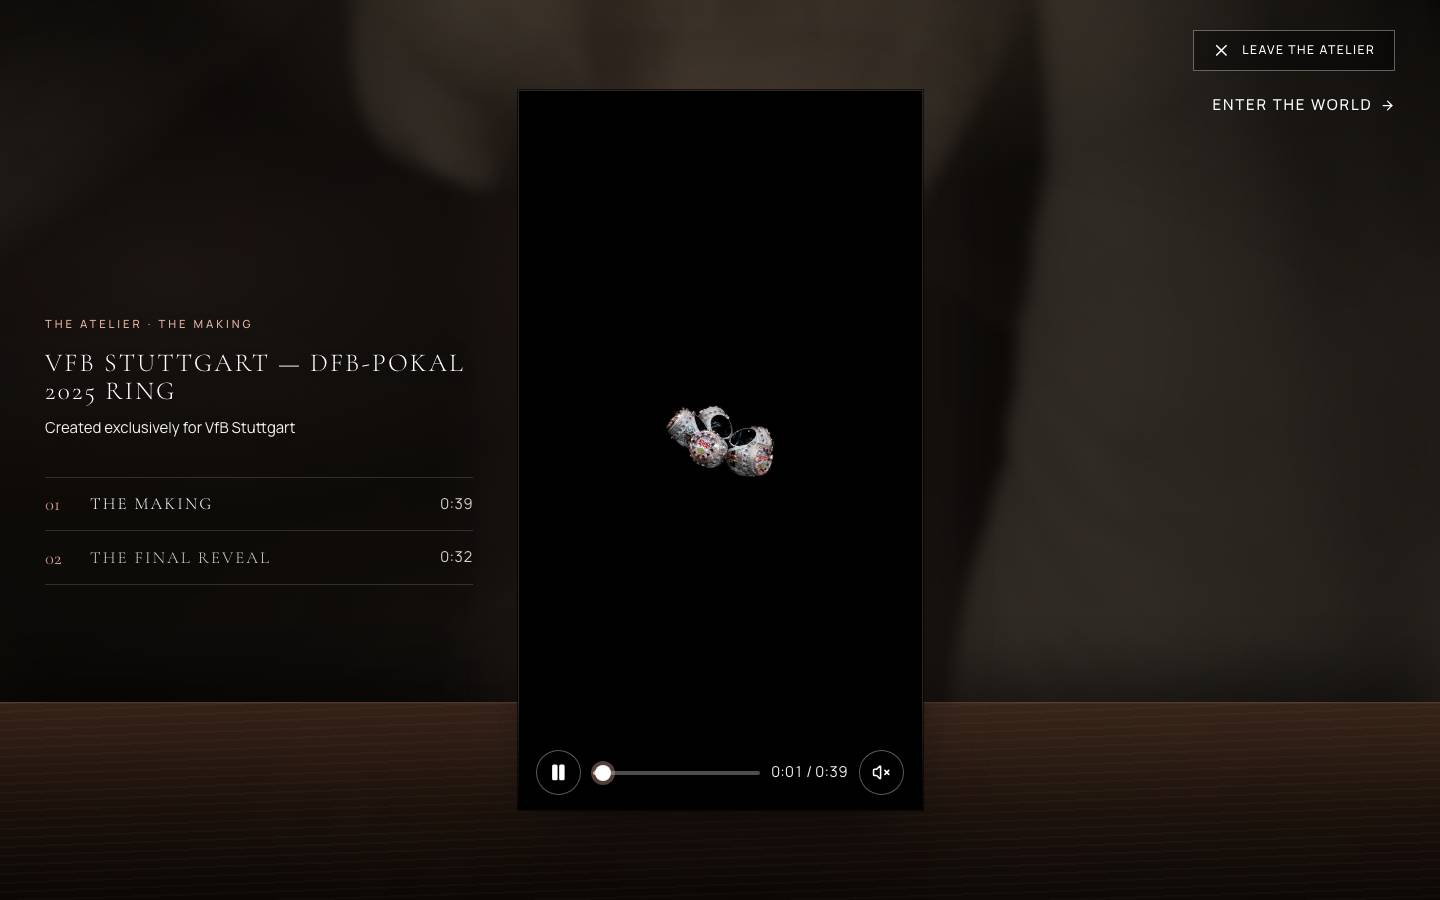 LEAVE THE ATELIER
ENTER THE WORLD →
THE ATELIER · THE MAKING
VFB STUTTGART — DFB-POKAL
2025 RING
Created exclusively for VfB Stuttgart
01 THE MAKING 0:39
02 THE FINAL REVEAL 0:32
0:01 / 0:39